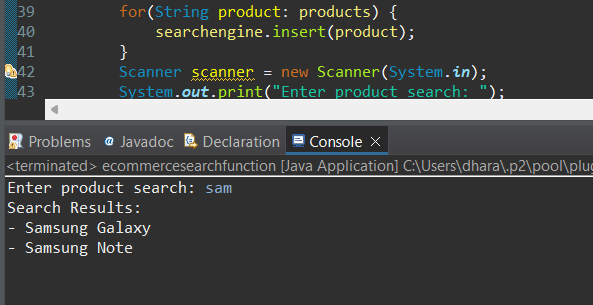 39 for(String product: products) {
40 searchengine.insert(product);
41 }
42 Scanner scanner = new Scanner(System.in);
43 System.out.print("Enter product search: ");
Problems @ Javadoc Declaration Console ×
<terminated> ecommercesearchfunction [Java Application] C:\Users\dhara\.p2\pool\plug
Enter product search: sam
Search Results:
- Samsung Galaxy
- Samsung Note